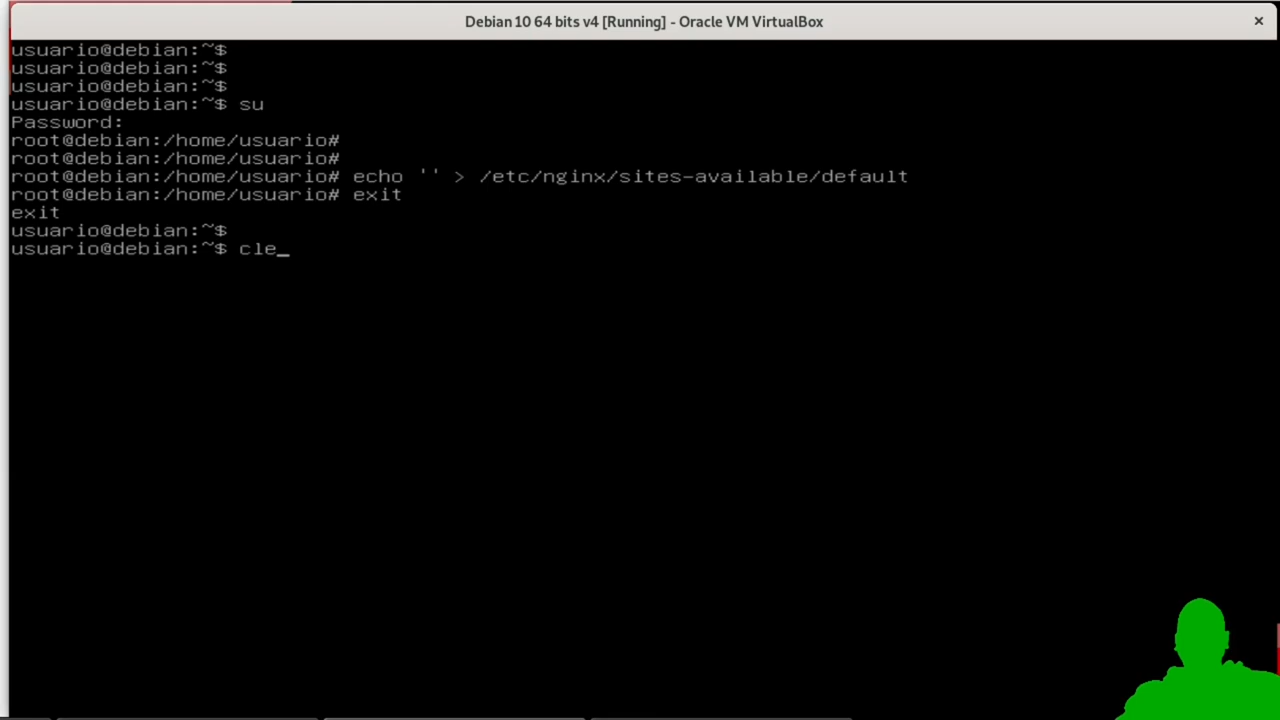 Debian 10 64 bits v4 [Running] - Oracle VM VirtualBox
usuario@debian:~$
usuario@debian:~$
usuario@debian:~$
usuario@debian:~$ su
Password:
root@debian:/home/usuario#
root@debian:/home/usuario#
root@debian:/home/usuario# echo '' > /etc/nginx/sites-available/default
root@debian:/home/usuario# exit
exit
usuario@debian:~$
usuario@debian:~$ cle_